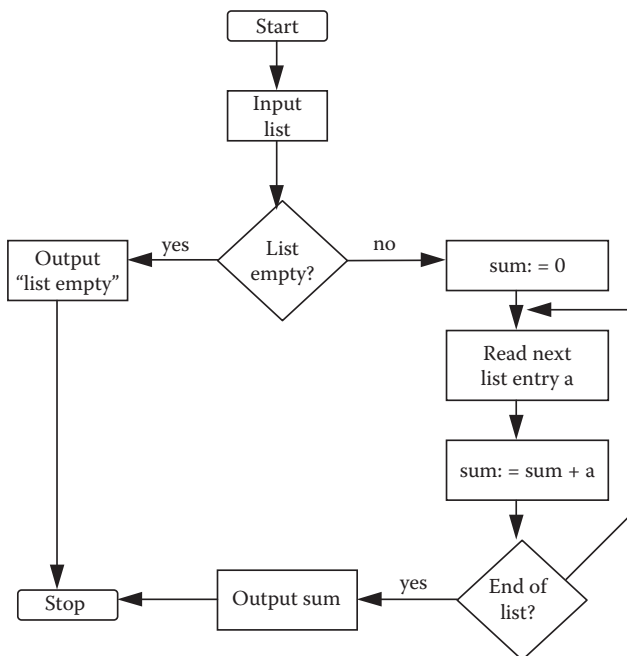 Start
Input
list
List
empty?
yes
no
Output
“list empty”
sum: = 0
Read next
list entry a
sum: = sum + a
End of
list?
yes
Output sum
Stop